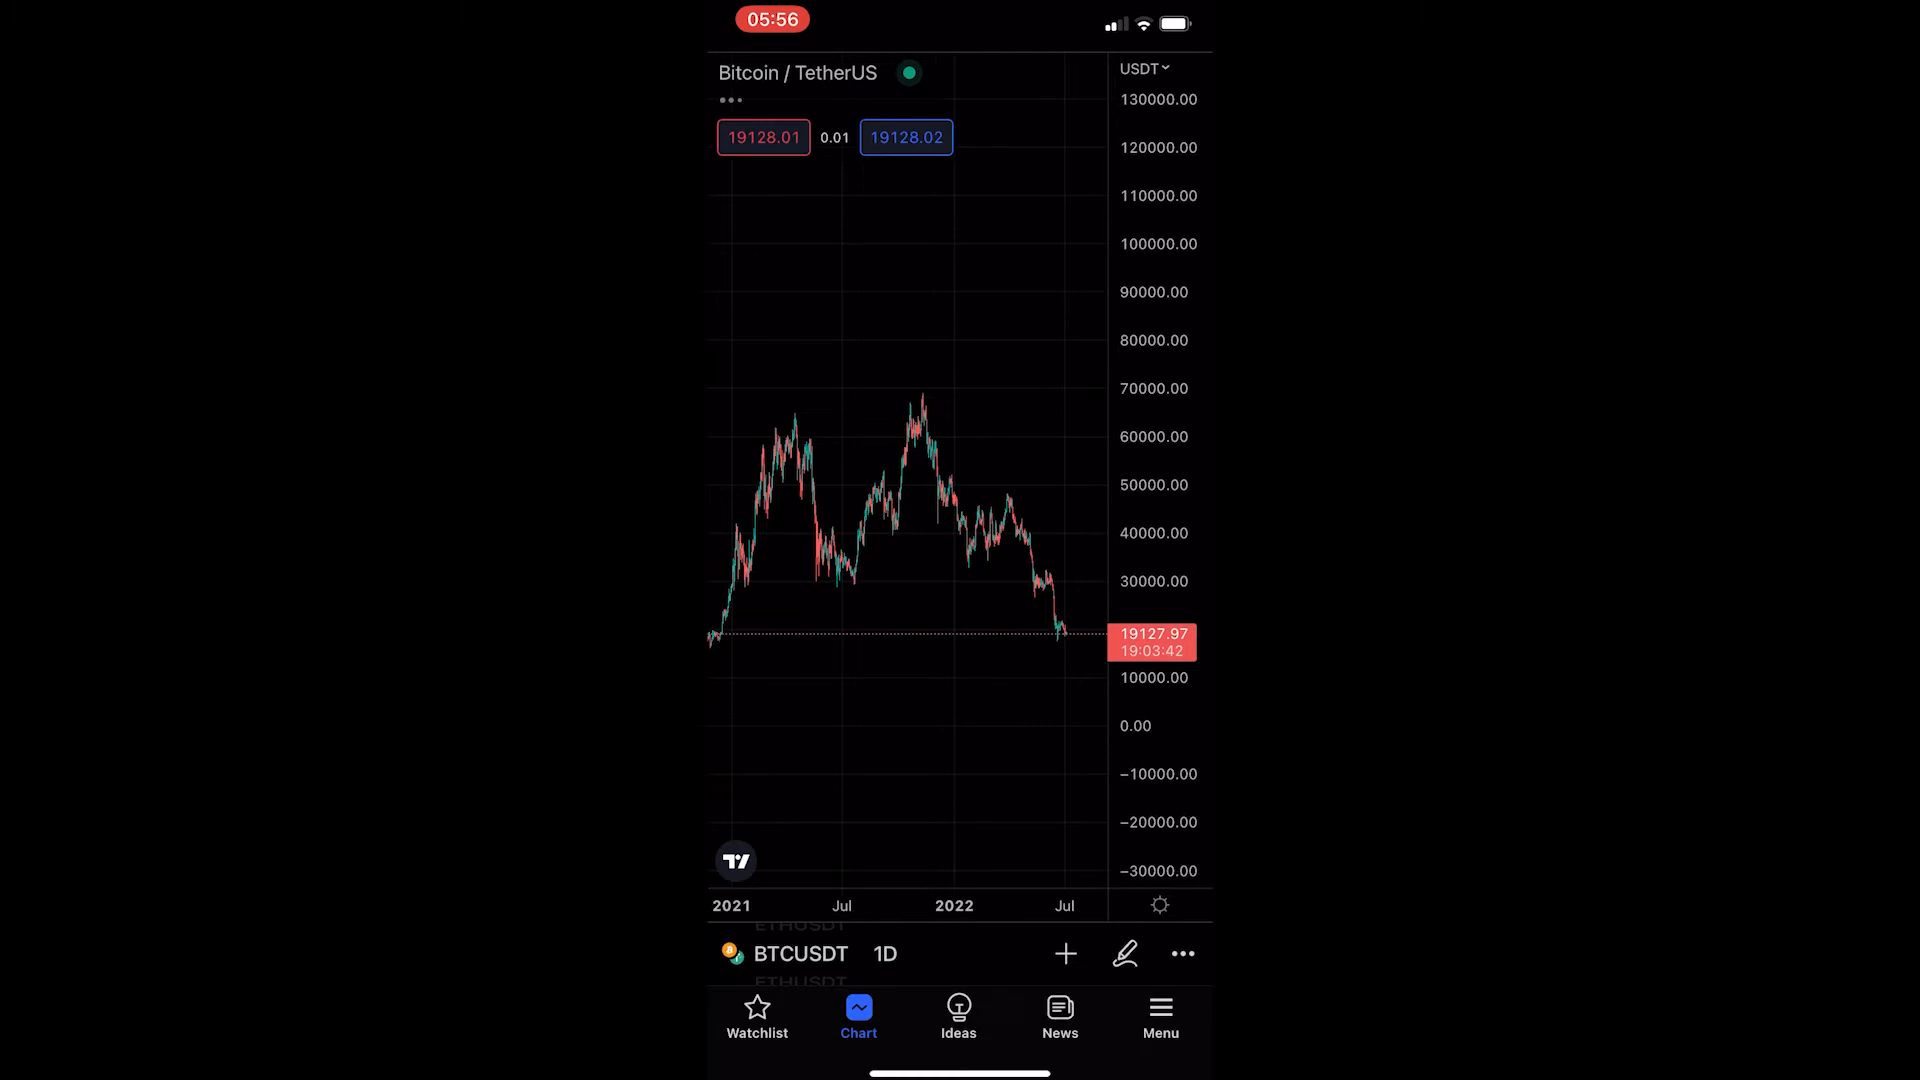 05:56
Bitcoin / TetherUS
USDT
130000.00
19128.01 0.01 19128.02
120000.00
110000.00
100000.00
90000.00
80000.00
70000.00
60000.00
50000.00
40000.00
30000.00
19127.97
19:03:42
10000.00
0.00
−10000.00
−20000.00
−30000.00
2021 Jul 2022 Jul
ETHUSDT
BTCUSDT 1D
ETHUSDT
Watchlist Chart Ideas News Menu